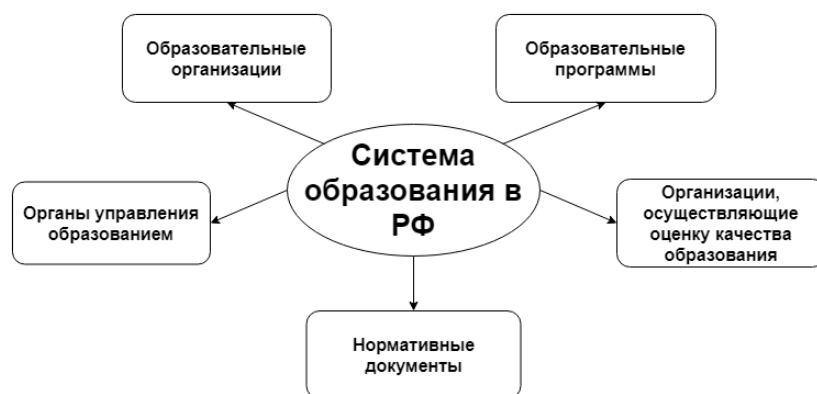 Образовательные
организации
Образовательные
программы
Система
образования в
РФ
Органы управления
образованием
Организации,
осуществляющие
оценку качества
образования
Нормативные
документы